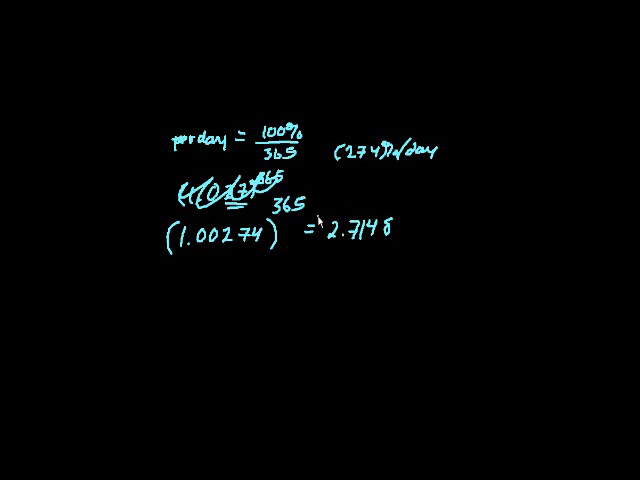 per day = 100% / 365 (.274)%/day
(1.00274)^365 = 2.7148